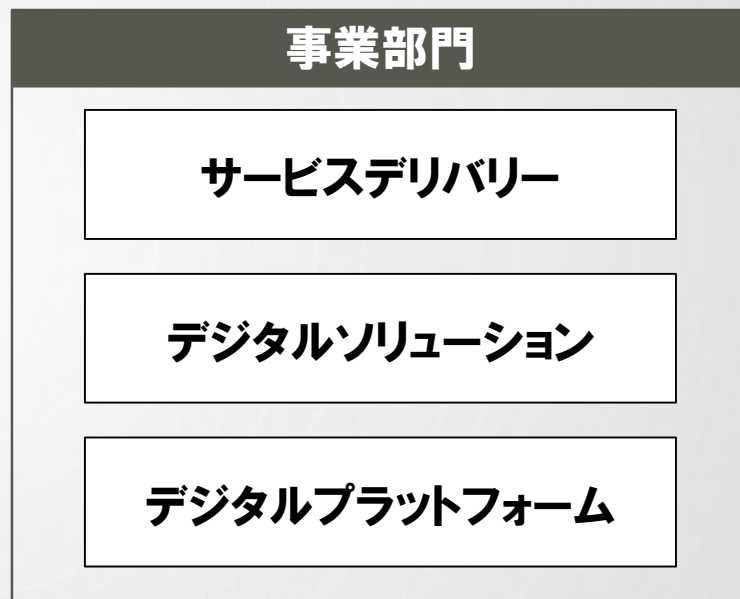 事業部門
サービスデリバリー
デジタルソリューション
デジタルプラットフォーム